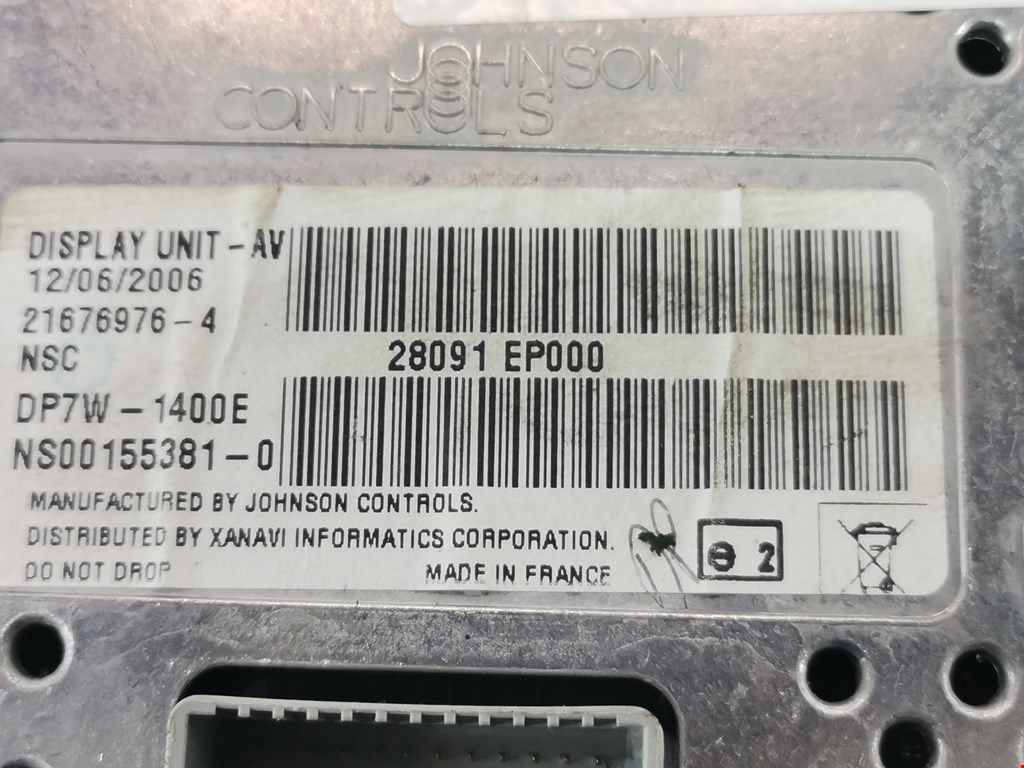 JOHNSON
CONTROLS
DISPLAY UNIT - AV
12/06/2006
21676976-4
NSC
28091 EP000
DP7W - 1400E
NS00155381-0
MANUFACTURED BY JOHNSON CONTROLS.
DISTRIBUTED BY XANAVI INFORMATICS CORPORATION.
DO NOT DROP
MADE IN FRANCE
⊖ 2